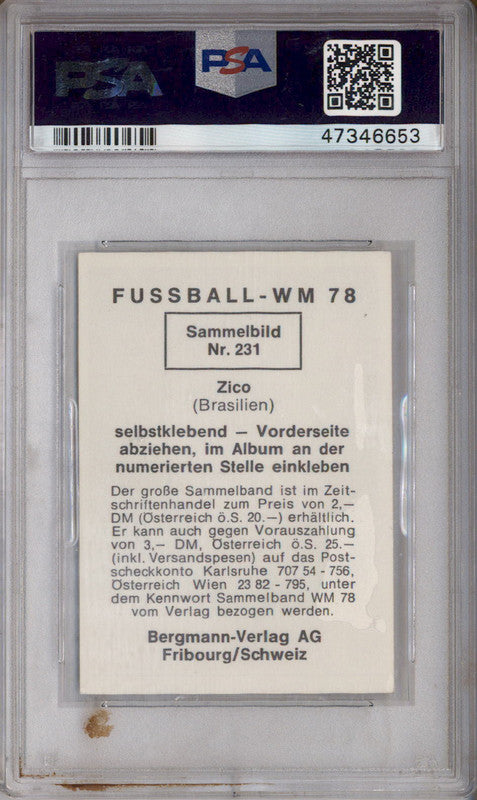 PSA
PSA
47346653
FUSSBALL-WM 78
Sammelbild
Nr. 231
Zico
(Brasilien)
selbstklebend — Vorderseite
abziehen, im Album an der
numerierten Stelle einkleben
Der große Sammelband ist im Zeit-
schriftenhandel zum Preis von 2,—
DM (Österreich ö.S. 20.—) erhältlich.
Er kann auch gegen Vorauszahlung
von 3,— DM, Österreich ö.S. 25.—
(inkl. Versandspesen) auf das Post-
scheckkonto Karlsruhe 707 54 - 756,
Österreich Wien 23 82 - 795, unter
dem Kennwort Sammelband WM 78
vom Verlag bezogen werden.
Bergmann-Verlag AG
Fribourg/Schweiz